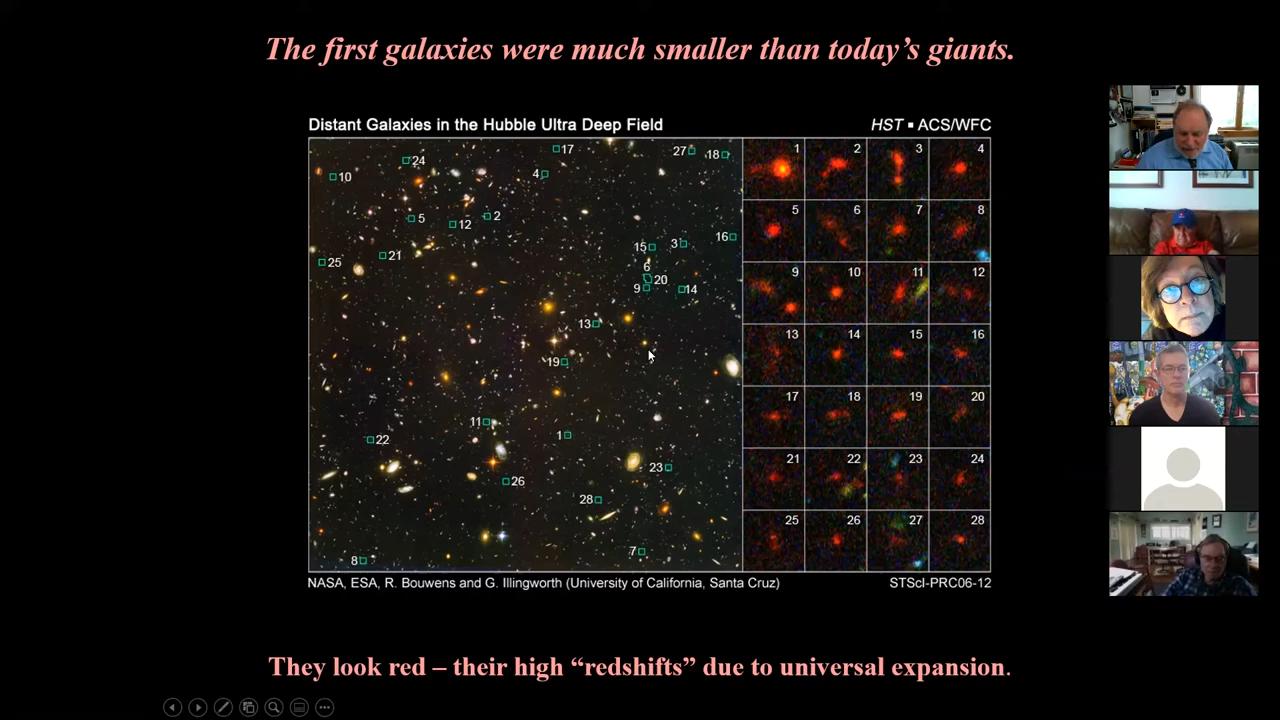 The first galaxies were much smaller than today's giants.
Distant Galaxies in the Hubble Ultra Deep Field
HST ▪ ACS/WFC
17
27
18
24
4
10
5
2
12
16
15
3
21
25
6
20
9
14
13
19
11
1
22
23
26
28
7
8
1 2 3 4
5 6 7 8
9 10 11 12
13 14 15 16
17 18 19 20
21 22 23 24
25 26 27 28
NASA, ESA, R. Bouwens and G. Illingworth (University of California, Santa Cruz)
STScI-PRC06-12
They look red – their high “redshifts” due to universal expansion.